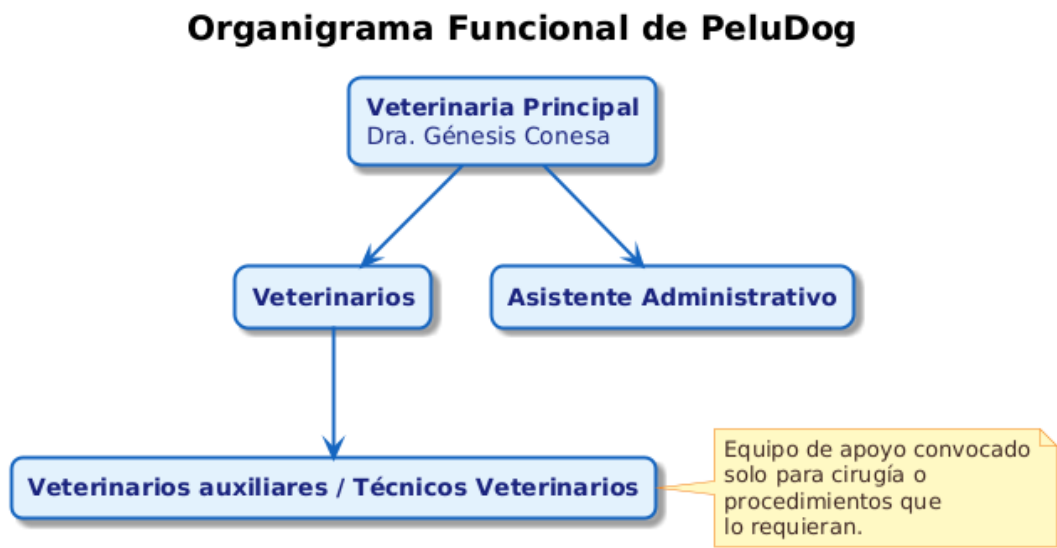 Organigrama Funcional de PeluDog
Veterinaria Principal
Dra. Génesis Conesa
Veterinarios
Asistente Administrativo
Veterinarios auxiliares / Técnicos Veterinarios
Equipo de apoyo convocado
solo para cirugía o
procedimientos que
lo requieran.